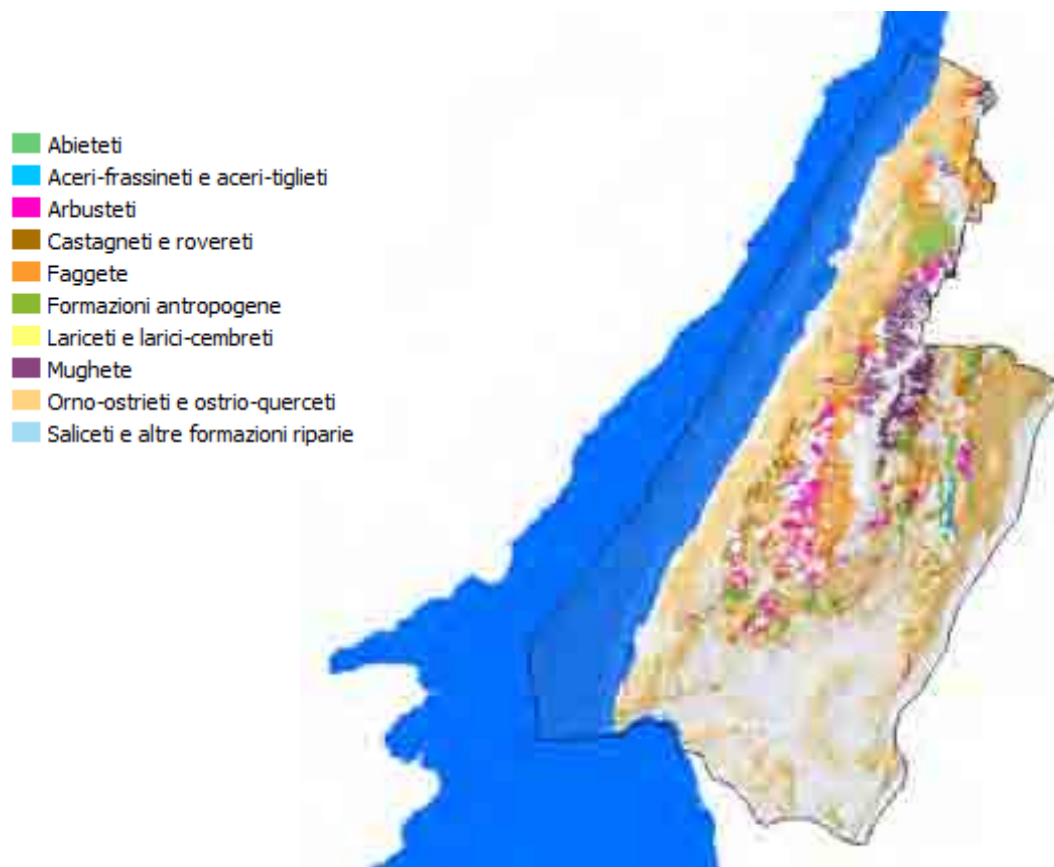 Abieteti
Aceri-frassineti e aceri-tiglieti
Arbusteti
Castagneti e rovereti
Faggete
Formazioni antropogene
Lariceti e larici-cembreti
Mughete
Orno-ostrieti e ostrio-querceti
Saliceti e altre formazioni riparie